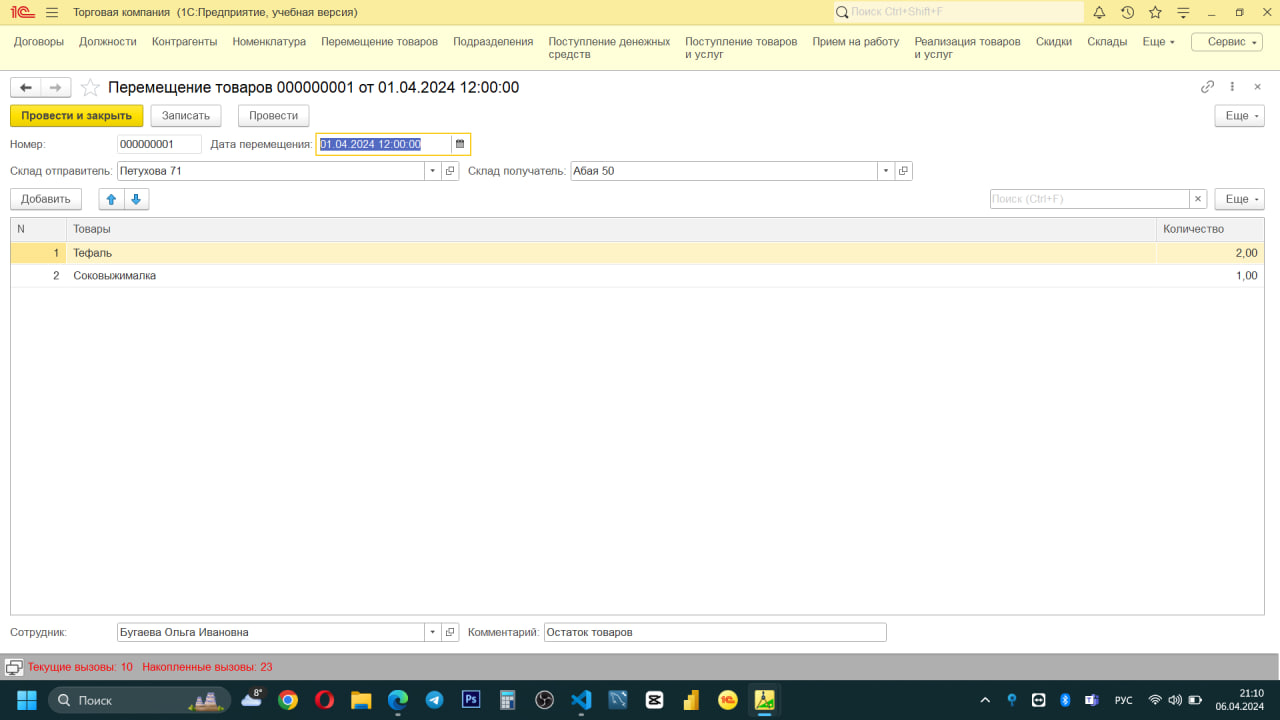 1С Торговая компания (1С:Предприятие, учебная версия) Поиск Ctrl+Shift+F
Договоры Должности Контрагенты Номенклатура Перемещение товаров Подразделения Поступление денежных средств Поступление товаров и услуг Прием на работу Реализация товаров и услуг Скидки Склады Еще Сервис
Перемещение товаров 000000001 от 01.04.2024 12:00:00
Провести и закрыть Записать Провести Еще
Номер: 000000001 Дата перемещения: 01.04.2024 12:00:00
Склад отправитель: Петухова 71 Склад получатель: Абая 50
Добавить Поиск (Ctrl+F) Еще
N Товары Количество
1 Тефаль 2,00
2 Соковыжималка 1,00
Сотрудник: Бугаева Ольга Ивановна Комментарий: Остаток товаров
Текущие вызовы: 10 Накопленные вызовы: 23
Поиск 8° Ps РУС 21:10
06.04.2024